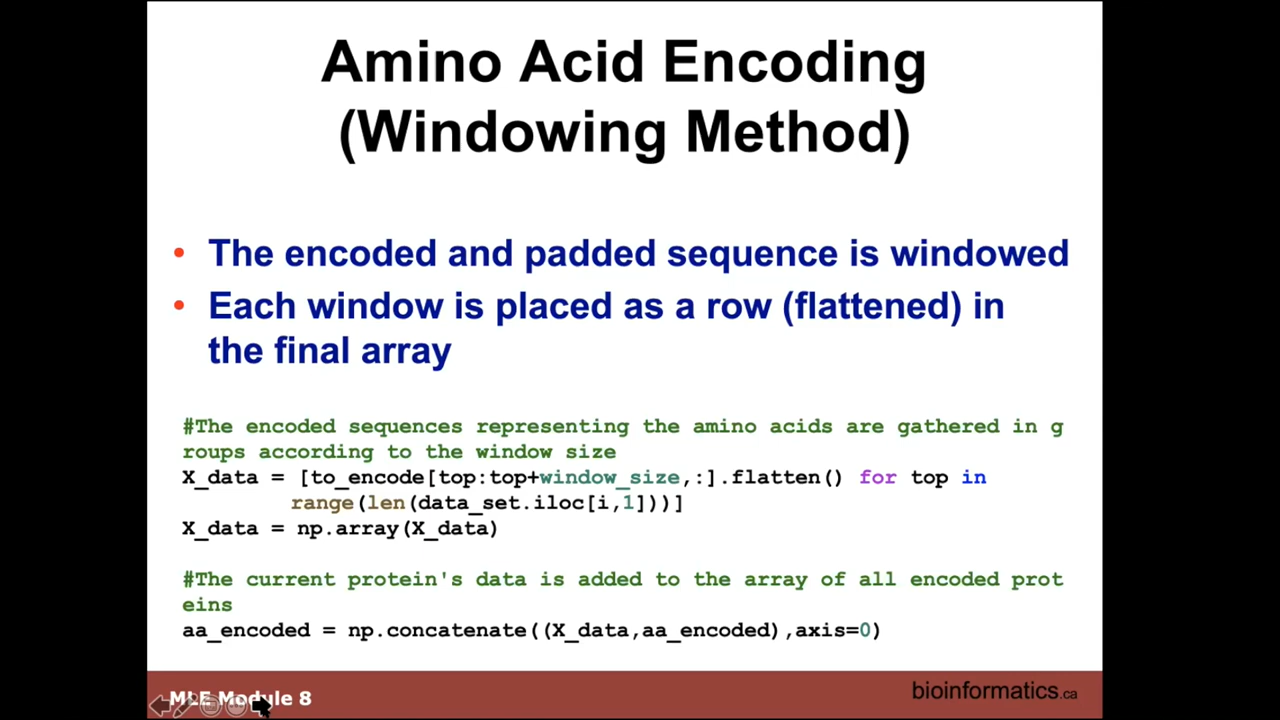 Amino Acid Encoding
(Windowing Method)
• The encoded and padded sequence is windowed
• Each window is placed as a row (flattened) in
the final array
#The encoded sequences representing the amino acids are gathered in g
roups according to the window size
X_data = [to_encode[top:top+window_size,:].flatten() for top in
range(len(data_set.iloc[i,1]))]
X_data = np.array(X_data)
#The current protein's data is added to the array of all encoded prot
eins
aa_encoded = np.concatenate((X_data,aa_encoded),axis=0)
MLE Module 8
bioinformatics.ca